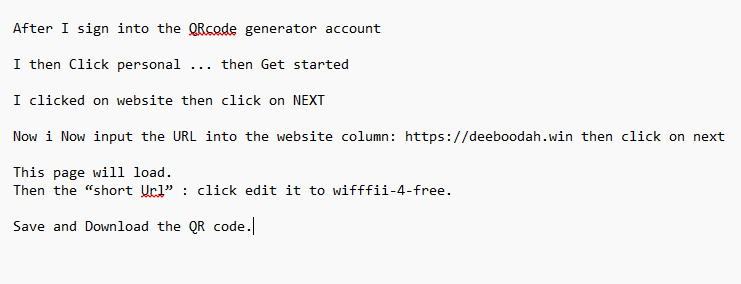 After I sign into the QRcode generator account
I then Click personal ... then Get started
I clicked on website then click on NEXT
Now i Now input the URL into the website column: https://deeboodah.win then click on next
This page will load.
Then the “short Url” : click edit it to wifffii-4-free.
Save and Download the QR code.